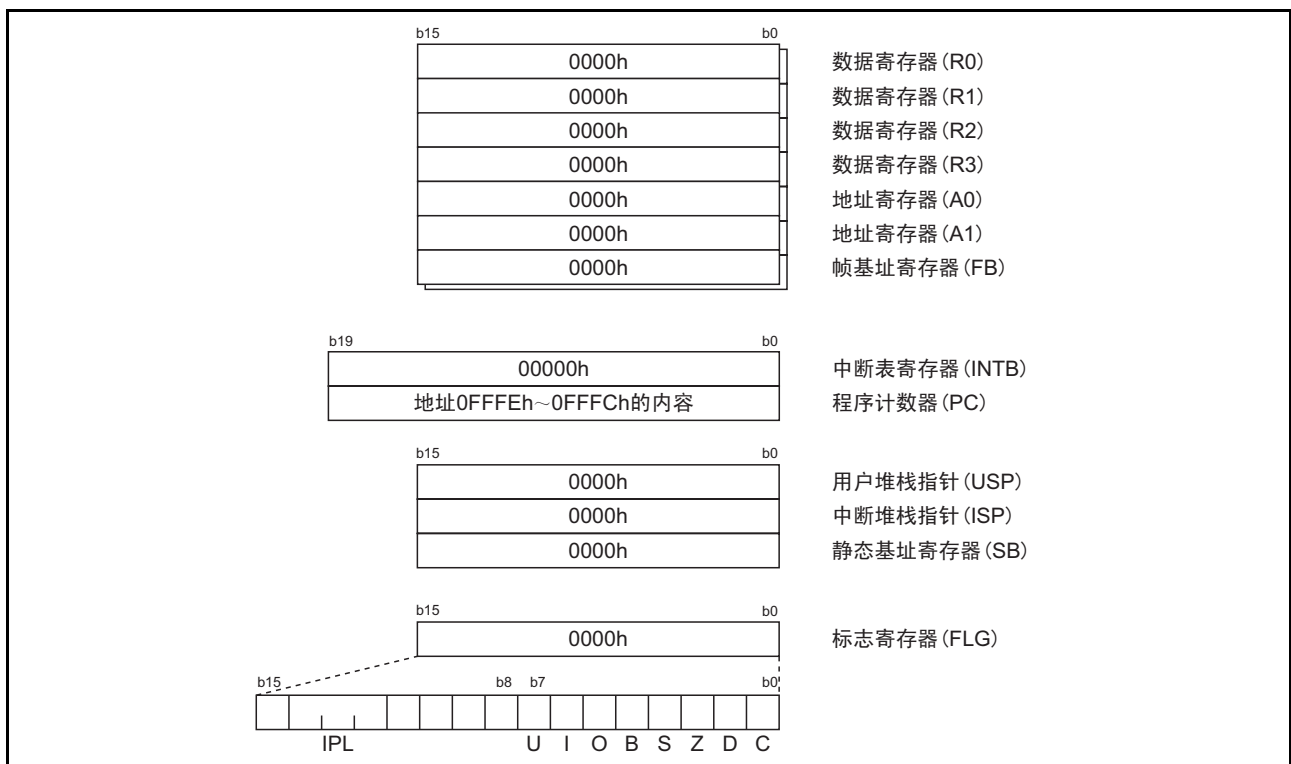 b15 b0
0000h 数据寄存器(R0)
0000h 数据寄存器(R1)
0000h 数据寄存器(R2)
0000h 数据寄存器(R3)
0000h 地址寄存器(A0)
0000h 地址寄存器(A1)
0000h 帧基址寄存器(FB)
b19 b0
00000h 中断表寄存器(INTB)
地址0FFFEh～0FFFCh的内容 程序计数器(PC)
b15 b0
0000h 用户堆栈指针(USP)
0000h 中断堆栈指针(ISP)
0000h 静态基址寄存器(SB)
b15 b0
0000h 标志寄存器(FLG)
b15 b8 b7 b0
IPL U I O B S Z D C